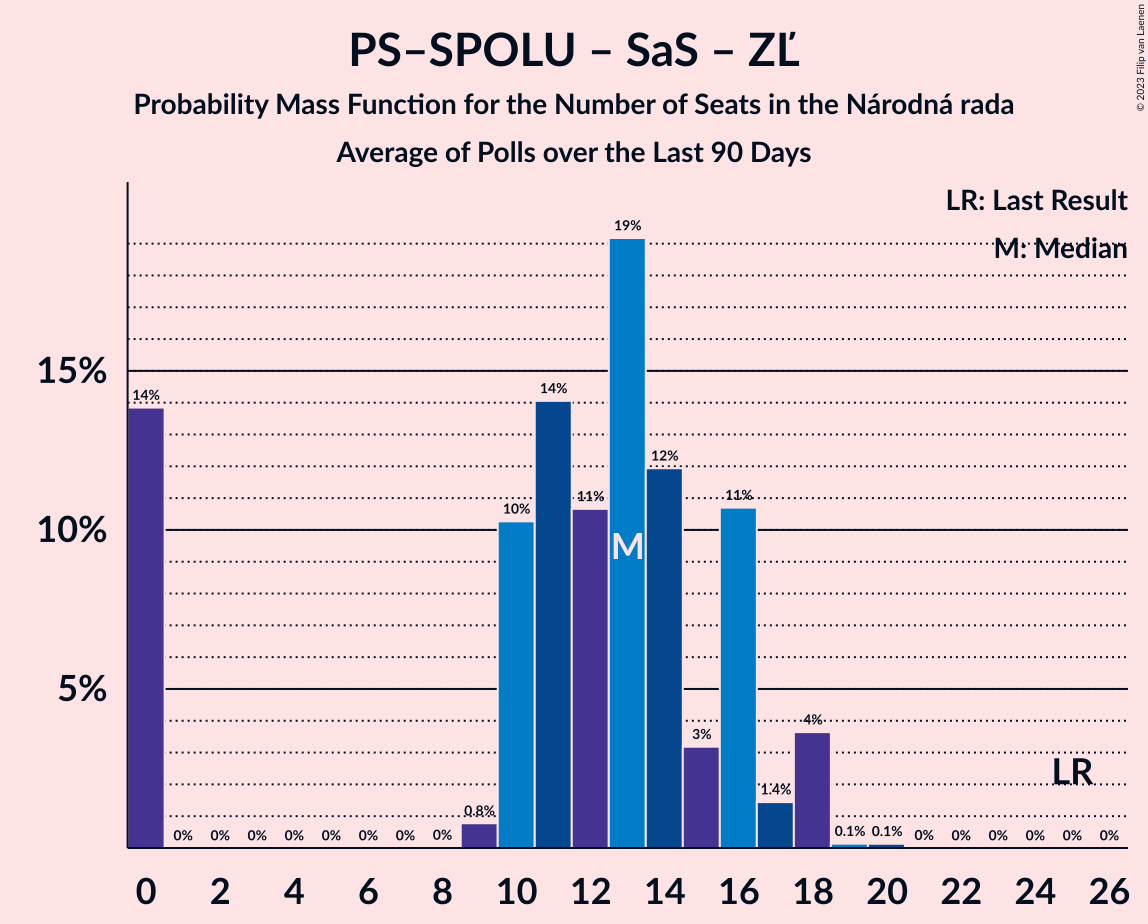 PS–SPOLU – SaS – ZĽ
Probability Mass Function for the Number of Seats in the Národná rada
Average of Polls over the Last 90 Days
© 2023 Filip van Laenen
LR: Last Result
M: Median
19%
15%
14%
14%
12%
11%
11%
10%
10%
M
5%
4%
3%
LR
1.4%
0.8%
0% 0% 0% 0% 0% 0% 0% 0% 0.1% 0.1% 0% 0% 0% 0% 0% 0%
0 2 4 6 8 10 12 14 16 18 20 22 24 26